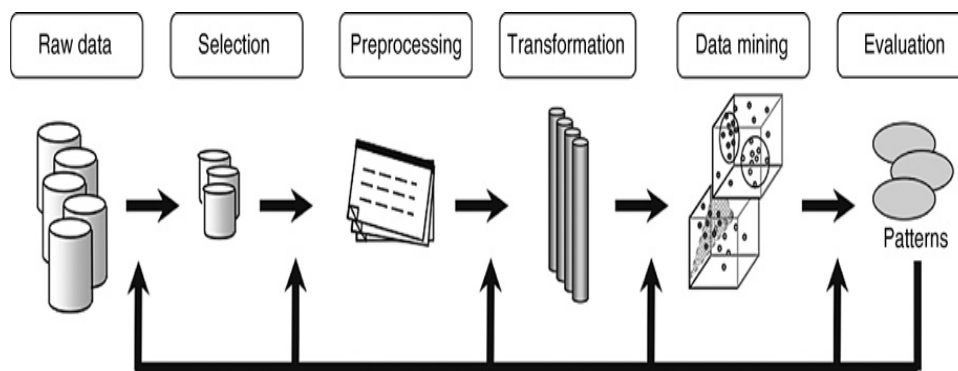 Raw data
Selection
Preprocessing
Transformation
Data mining
Evaluation
Patterns